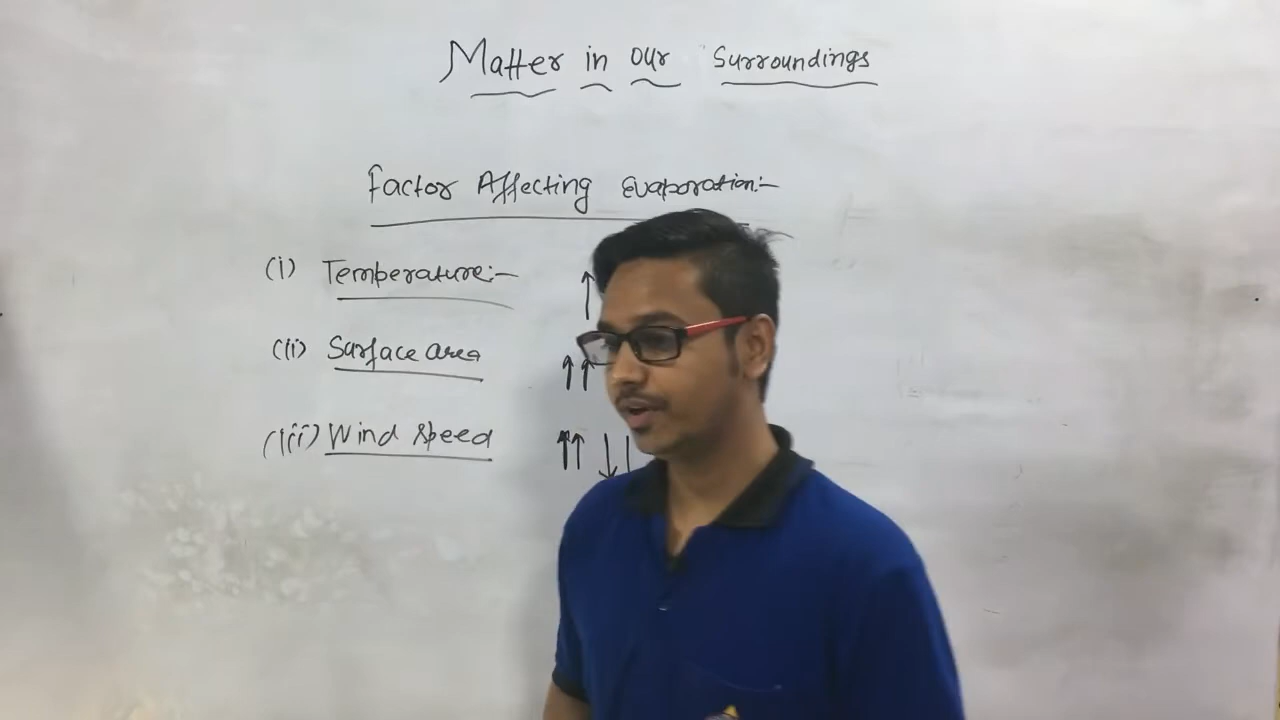 Matter in our Surroundings
Factor Affecting Evaporation:-
(i) Temperature:- ↑
(ii) Surface area ↑↑
(iii) Wind Speed ↑↑ ↓↓